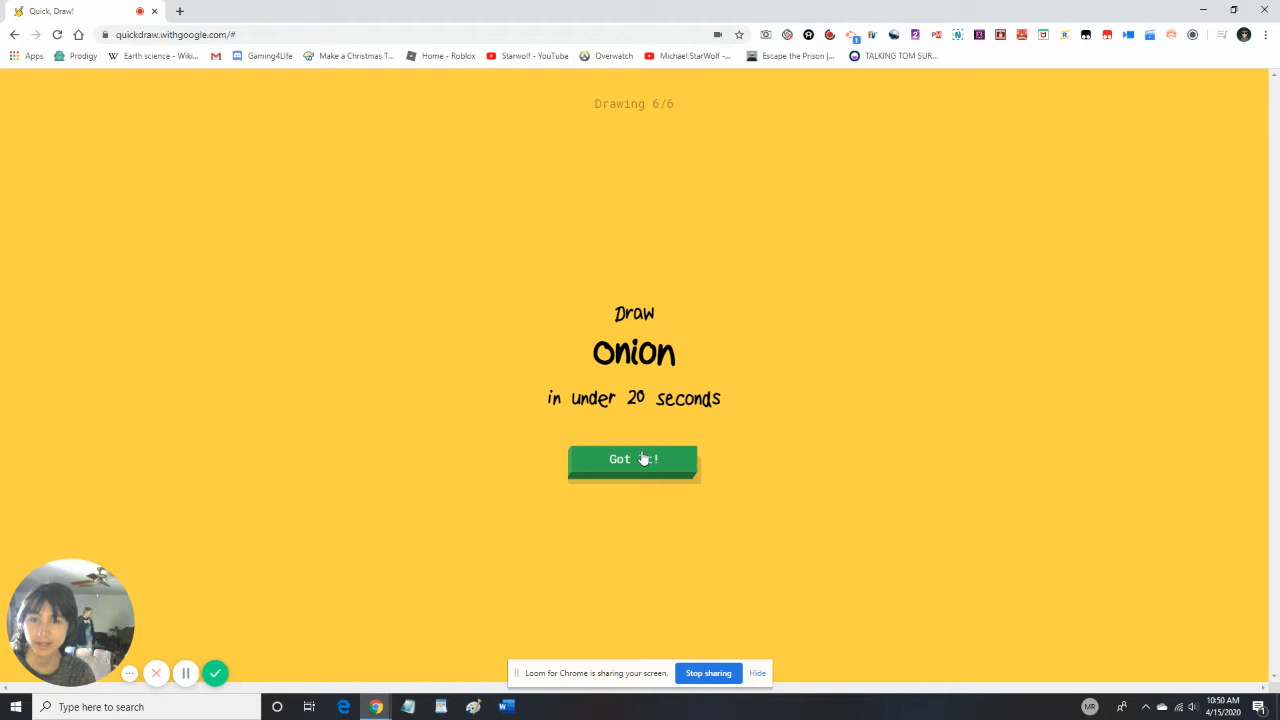 Quick, Draw!
quickdraw.withgoogle.com/#
Apps
Prodigy
Earth science - Wiki...
Gaming4Life
Make a Christmas T...
Home - Roblox
Starwolf - YouTube
Overwatch
Michael StarWolf -...
Escape the Prison |...
TALKING TOM SUR...
Drawing 6/6
Draw
onion
in under 20 seconds
Got it!
Loom for Chrome is sharing your screen.
Stop sharing
Hide
Type here to search
MR
10:50 AM
4/15/2020